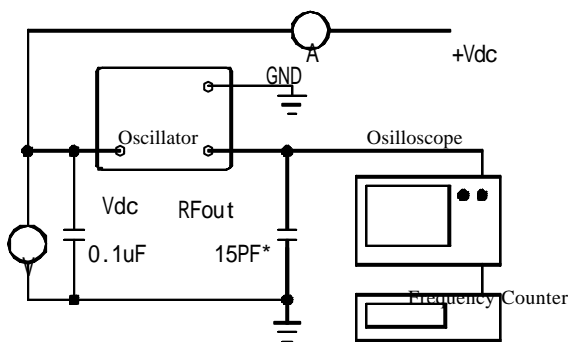 A
+Vdc
GND
Oscillator
Osilloscope
Vdc
RFout
V
0.1uF
15PF*
Frequency Counter